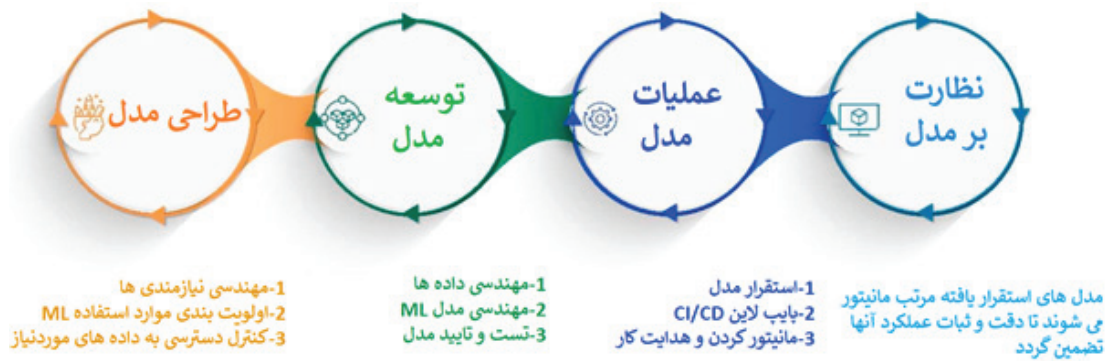 طراحی مدل
توسعه
مدل
عملیات
مدل
نظارت
بر مدل
1-مهندسی نیازمندی ها
2-اولویت بندی موارد استفاده ML
3-کنترل دسترسی به داده های موردنیاز
1-مهندسی داده ها
2-مهندسی مدل ML
3-تست و تایید مدل
1-استقرار مدل
2-پایپ لاین CI/CD
3-مانیتور کردن و هدایت کار
مدل های استقرار یافته مرتب مانیتور
می شوند تا دقت و ثبات عملکرد آنها
تضمین گردد